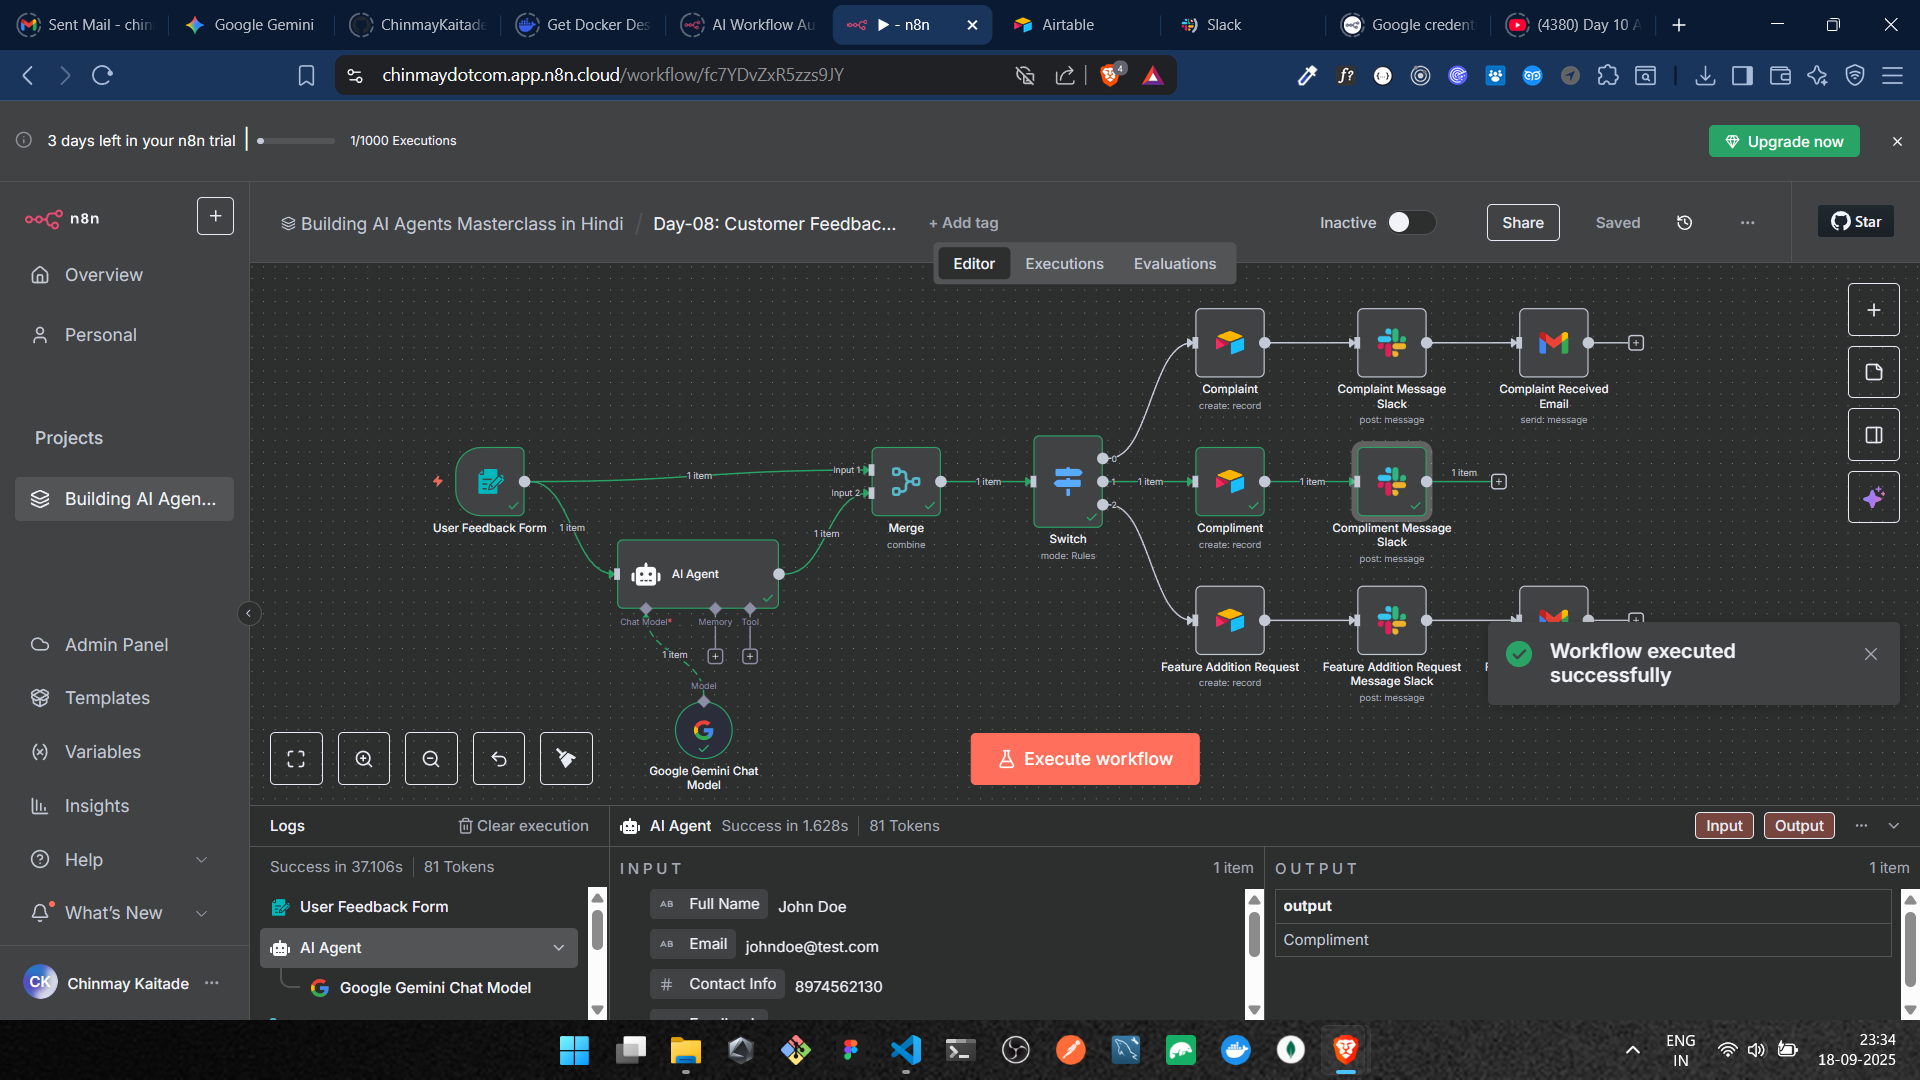 Sent Mail - chin
Google Gemini
ChinmayKaitade
Get Docker Des
AI Workflow Au
▶ - n8n
Airtable
Slack
Google credent
(4380) Day 10 A
chinmaydotcom.app.n8n.cloud/workflow/fc7YDvZxR5zzs9JY
4
f?
3 days left in your n8n trial
1/1000 Executions
Upgrade now
n8n
Building AI Agents Masterclass in Hindi / Day-08: Customer Feedbac...
+ Add tag
Inactive
Share
Saved
Star
Editor
Executions
Evaluations
Overview
Personal
Projects
Building AI Agen...
Admin Panel
Templates
Variables
Insights
Help
What's New
CK
Chinmay Kaitade
User Feedback Form
1 item
1 item
AI Agent
Chat Model*
Memory
Tool
1 item
Model
Google Gemini Chat
Model
1 item
Input 1
Input 2
Merge
combine
1 item
Switch
mode: Rules
0
1
2
1 item
Complaint
create: record
Complaint Message
Slack
post: message
Complaint Received
Email
send: message
Compliment
create: record
1 item
Compliment Message
Slack
post: message
1 item
Feature Addition Request
create: record
Feature Addition Request
Message Slack
post: message
Workflow executed
successfully
Execute workflow
Logs
Clear execution
Success in 37.106s
81 Tokens
User Feedback Form
AI Agent
Google Gemini Chat Model
AI Agent
Success in 1.628s
81 Tokens
Input
Output
INPUT
1 item
AB Full Name John Doe
AB Email johndoe@test.com
# Contact Info 8974562130
OUTPUT
1 item
output
Compliment
ENG
IN
23:34
18-09-2025